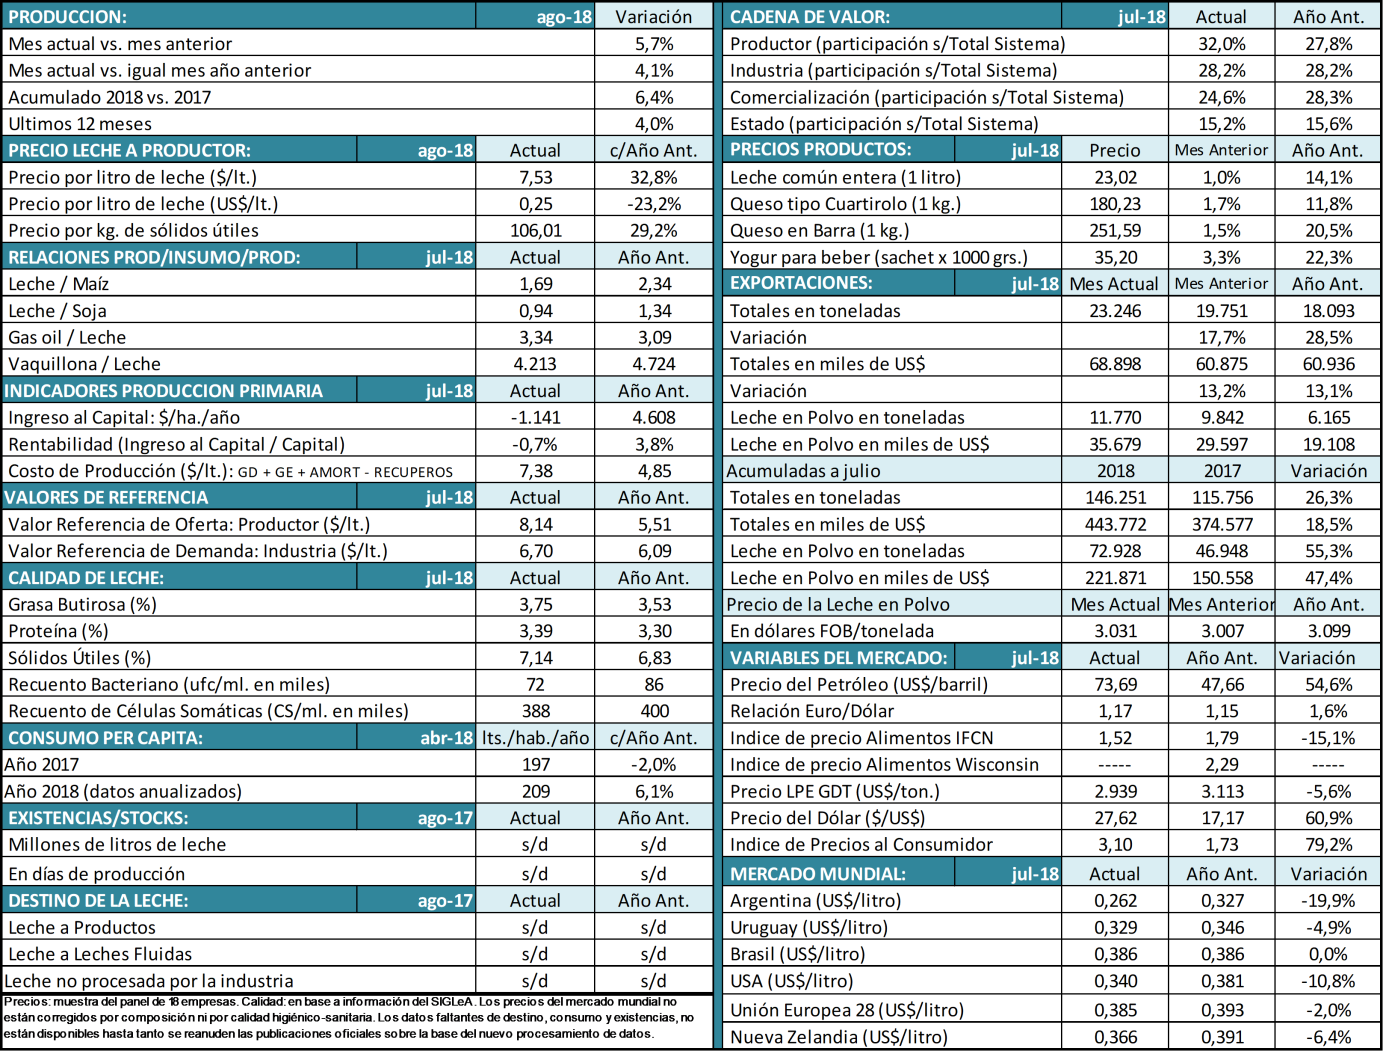 PRODUCCION: ago-18 Variación
Mes actual vs. mes anterior 5,7%
Mes actual vs. igual mes año anterior 4,1%
Acumulado 2018 vs. 2017 6,4%
Ultimos 12 meses 4,0%
PRECIO LECHE A PRODUCTOR: ago-18 Actual c/Año Ant.
Precio por litro de leche ($/lt.) 7,53 32,8%
Precio por litro de leche (US$/lt.) 0,25 -23,2%
Precio por kg. de sólidos útiles 106,01 29,2%
RELACIONES PROD/INSUMO/PROD: jul-18 Actual Año Ant.
Leche / Maíz 1,69 2,34
Leche / Soja 0,94 1,34
Gas oil / Leche 3,34 3,09
Vaquillona / Leche 4.213 4.724
INDICADORES PRODUCCION PRIMARIA jul-18 Actual Año Ant.
Ingreso al Capital: $/ha./año -1.141 4.608
Rentabilidad (Ingreso al Capital / Capital) -0,7% 3,8%
Costo de Producción ($/lt.): GD + GE + AMORT - RECUPEROS 7,38 4,85
VALORES DE REFERENCIA jul-18 Actual Año Ant.
Valor Referencia de Oferta: Productor ($/lt.) 8,14 5,51
Valor Referencia de Demanda: Industria ($/lt.) 6,70 6,09
CALIDAD DE LECHE: jul-18 Actual Año Ant.
Grasa Butirosa (%) 3,75 3,53
Proteína (%) 3,39 3,30
Sólidos Útiles (%) 7,14 6,83
Recuento Bacteriano (ufc/ml. en miles) 72 86
Recuento de Células Somáticas (CS/ml. en miles) 388 400
CONSUMO PER CAPITA: abr-18 lts./hab./año c/Año Ant.
Año 2017 197 -2,0%
Año 2018 (datos anualizados) 209 6,1%
EXISTENCIAS/STOCKS: ago-17 Actual Año Ant.
Millones de litros de leche s/d s/d
En días de producción s/d s/d
DESTINO DE LA LECHE: ago-17 Actual Año Ant.
Leche a Productos s/d s/d
Leche a Leches Fluidas s/d s/d
Leche no procesada por la industria s/d s/d
Precios: muestra del panel de 18 empresas. Calidad: en base a información del SIGLeA. Los precios del mercado mundial no
están corregidos por composición ni por calidad higiénico-sanitaria. Los datos faltantes de destino, consumo y existencias, no
están disponibles hasta tanto se reanuden las publicaciones oficiales sobre la base del nuevo procesamiento de datos.
CADENA DE VALOR: jul-18 Actual Año Ant.
Productor (participación s/Total Sistema) 32,0% 27,8%
Industria (participación s/Total Sistema) 28,2% 28,2%
Comercialización (participación s/Total Sistema) 24,6% 28,3%
Estado (participación s/Total Sistema) 15,2% 15,6%
PRECIOS PRODUCTOS: jul-18 Precio Mes Anterior Año Ant.
Leche común entera (1 litro) 23,02 1,0% 14,1%
Queso tipo Cuartirolo (1 kg.) 180,23 1,7% 11,8%
Queso en Barra (1 kg.) 251,59 1,5% 20,5%
Yogur para beber (sachet x 1000 grs.) 35,20 3,3% 22,3%
EXPORTACIONES: jul-18 Mes Actual Mes Anterior Año Ant.
Totales en toneladas 23.246 19.751 18.093
Variación 17,7% 28,5%
Totales en miles de US$ 68.898 60.875 60.936
Variación 13,2% 13,1%
Leche en Polvo en toneladas 11.770 9.842 6.165
Leche en Polvo en miles de US$ 35.679 29.597 19.108
Acumuladas a julio 2018 2017 Variación
Totales en toneladas 146.251 115.756 26,3%
Totales en miles de US$ 443.772 374.577 18,5%
Leche en Polvo en toneladas 72.928 46.948 55,3%
Leche en Polvo en miles de US$ 221.871 150.558 47,4%
Precio de la Leche en Polvo Mes Actual Mes Anterior Año Ant.
En dólares FOB/tonelada 3.031 3.007 3.099
VARIABLES DEL MERCADO: jul-18 Actual Año Ant. Variación
Precio del Petróleo (US$/barril) 73,69 47,66 54,6%
Relación Euro/Dólar 1,17 1,15 1,6%
Indice de precio Alimentos IFCN 1,52 1,79 -15,1%
Indice de precio Alimentos Wisconsin ----- 2,29 -----
Precio LPE GDT (US$/ton.) 2.939 3.113 -5,6%
Precio del Dólar ($/US$) 27,62 17,17 60,9%
Indice de Precios al Consumidor 3,10 1,73 79,2%
MERCADO MUNDIAL: jul-18 Actual Año Ant. Variación
Argentina (US$/litro) 0,262 0,327 -19,9%
Uruguay (US$/litro) 0,329 0,346 -4,9%
Brasil (US$/litro) 0,386 0,386 0,0%
USA (US$/litro) 0,340 0,381 -10,8%
Unión Europea 28 (US$/litro) 0,385 0,393 -2,0%
Nueva Zelandia (US$/litro) 0,366 0,391 -6,4%